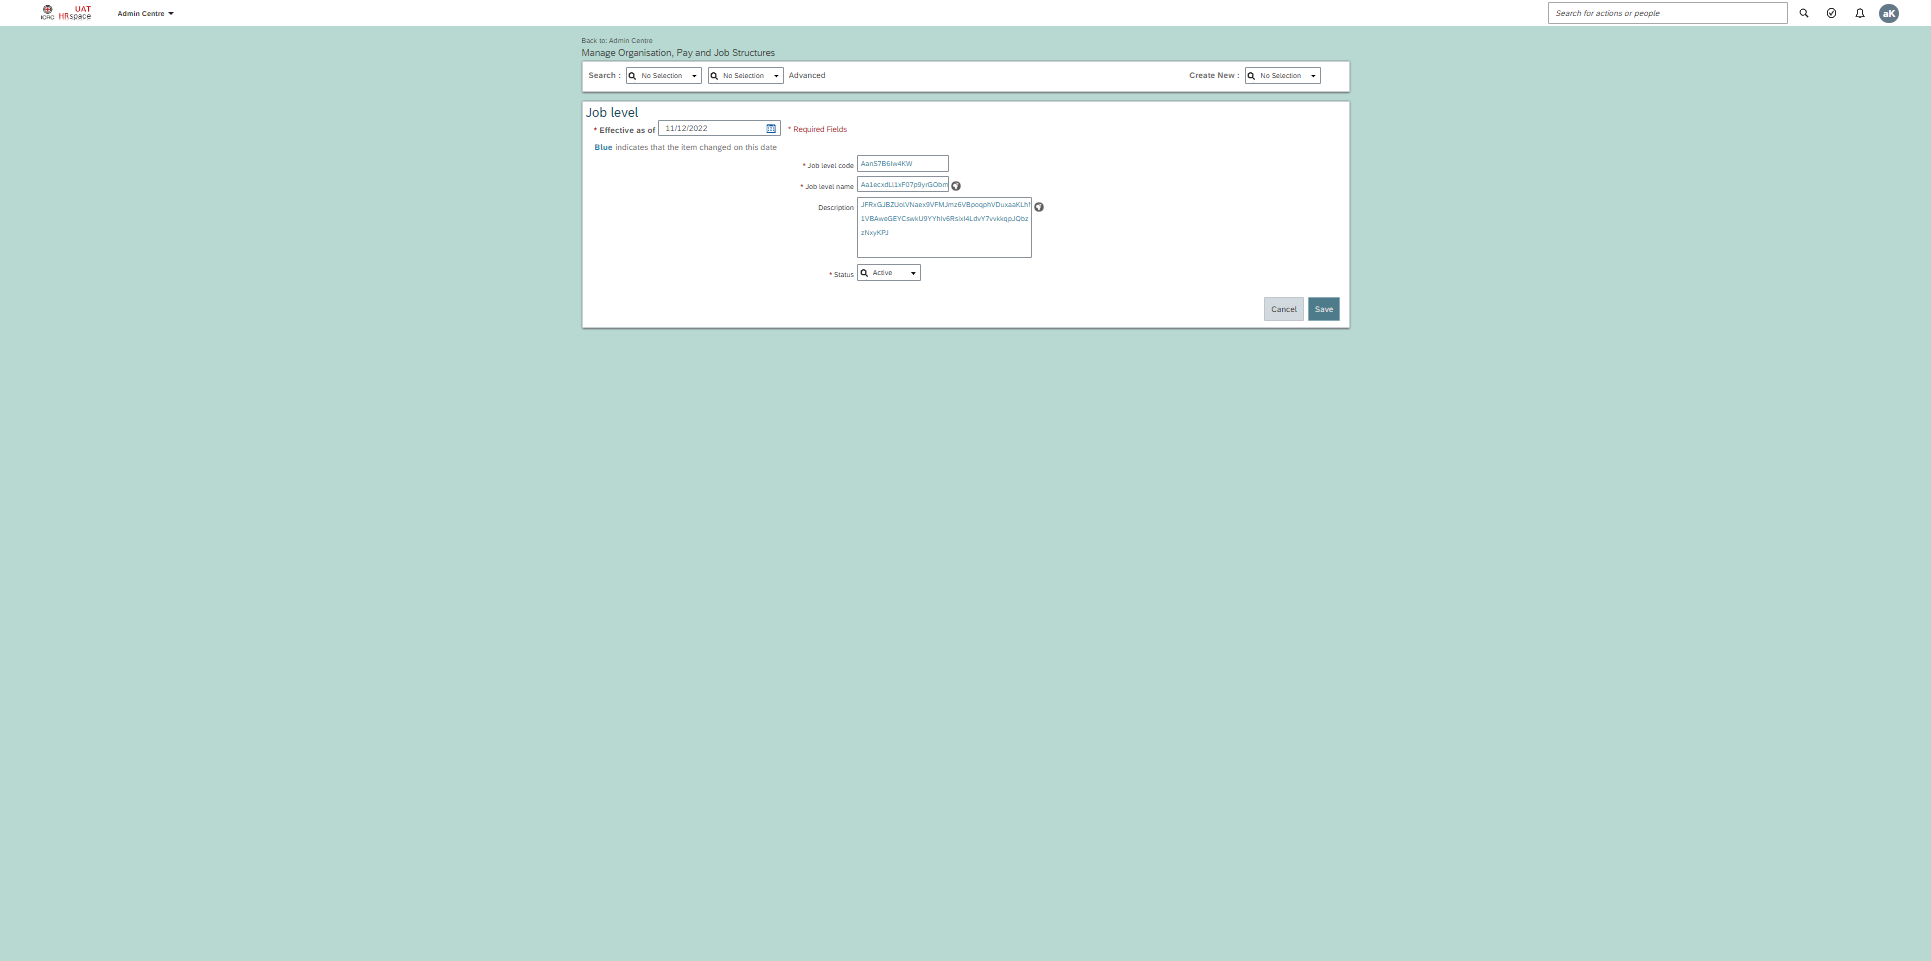 ICRC
UAT
HRspace
Admin Centre
Search for actions or people
aK
Back to: Admin Centre
Manage Organisation, Pay and Job Structures
Search :
No Selection
No Selection
Advanced
Create New :
No Selection
Job level
* Effective as of
11/12/2022
* Required Fields
Blue indicates that the item changed on this date
* Job level code
* Job level name
Description
zNxyKPJ
* Status
Active
Cancel
Save